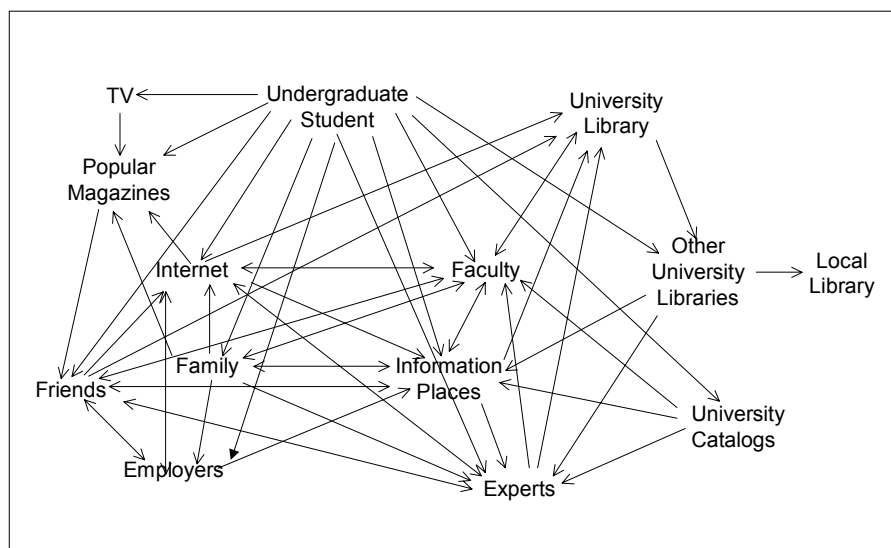 TV
Undergraduate
Student
University
Library
Popular
Magazines
Internet
Faculty
Other
University
Libraries
Local
Library
Friends
Family
Information
Places
University
Catalogs
Employers
Experts